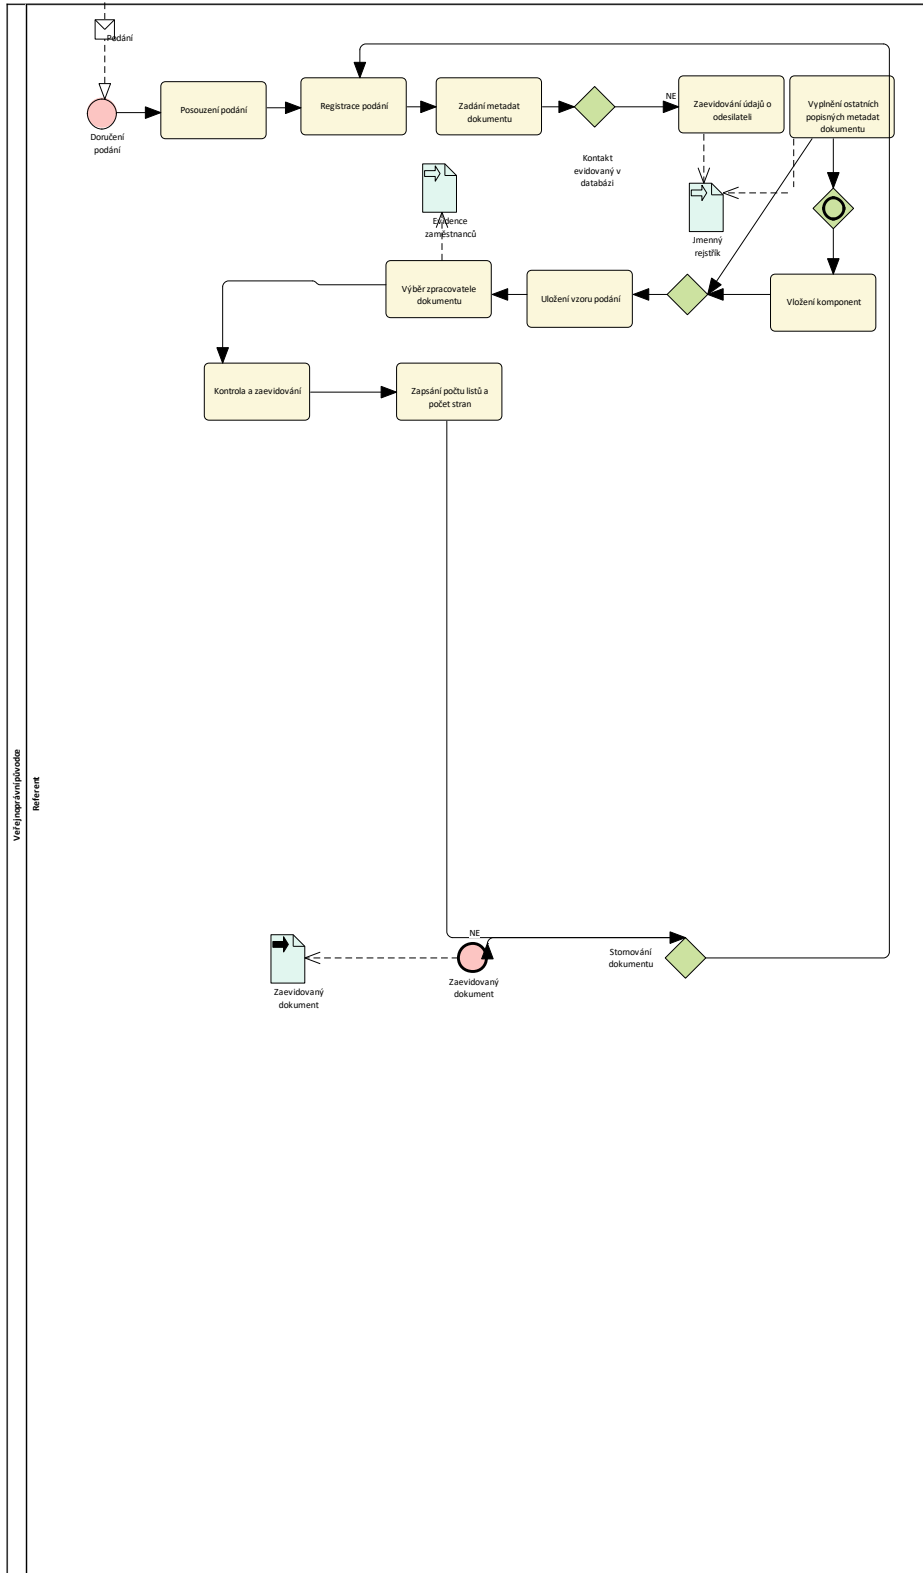 Podání
Doručení
podání
Posouzení podání
Registrace podání
Zadání metadat
dokumentu
Kontakt
evidovaný v
databázi
NE
Zaevidování údajů o
odesilateli
Vyplnění ostatních
popisných metadat
dokumentu
Evidence
zaměstnanců
Jmenný
rejstřík
Výběr zpracovatele
dokumentu
Uložení vzoru podání
Vložení komponent
Kontrola a zaevidování
Zapsání počtu listů a
počet stran
Veřejnoprávní původce
Referent
NE
Zaevidovaný
dokument
Zaevidovaný
dokument
Stornování
dokumentu